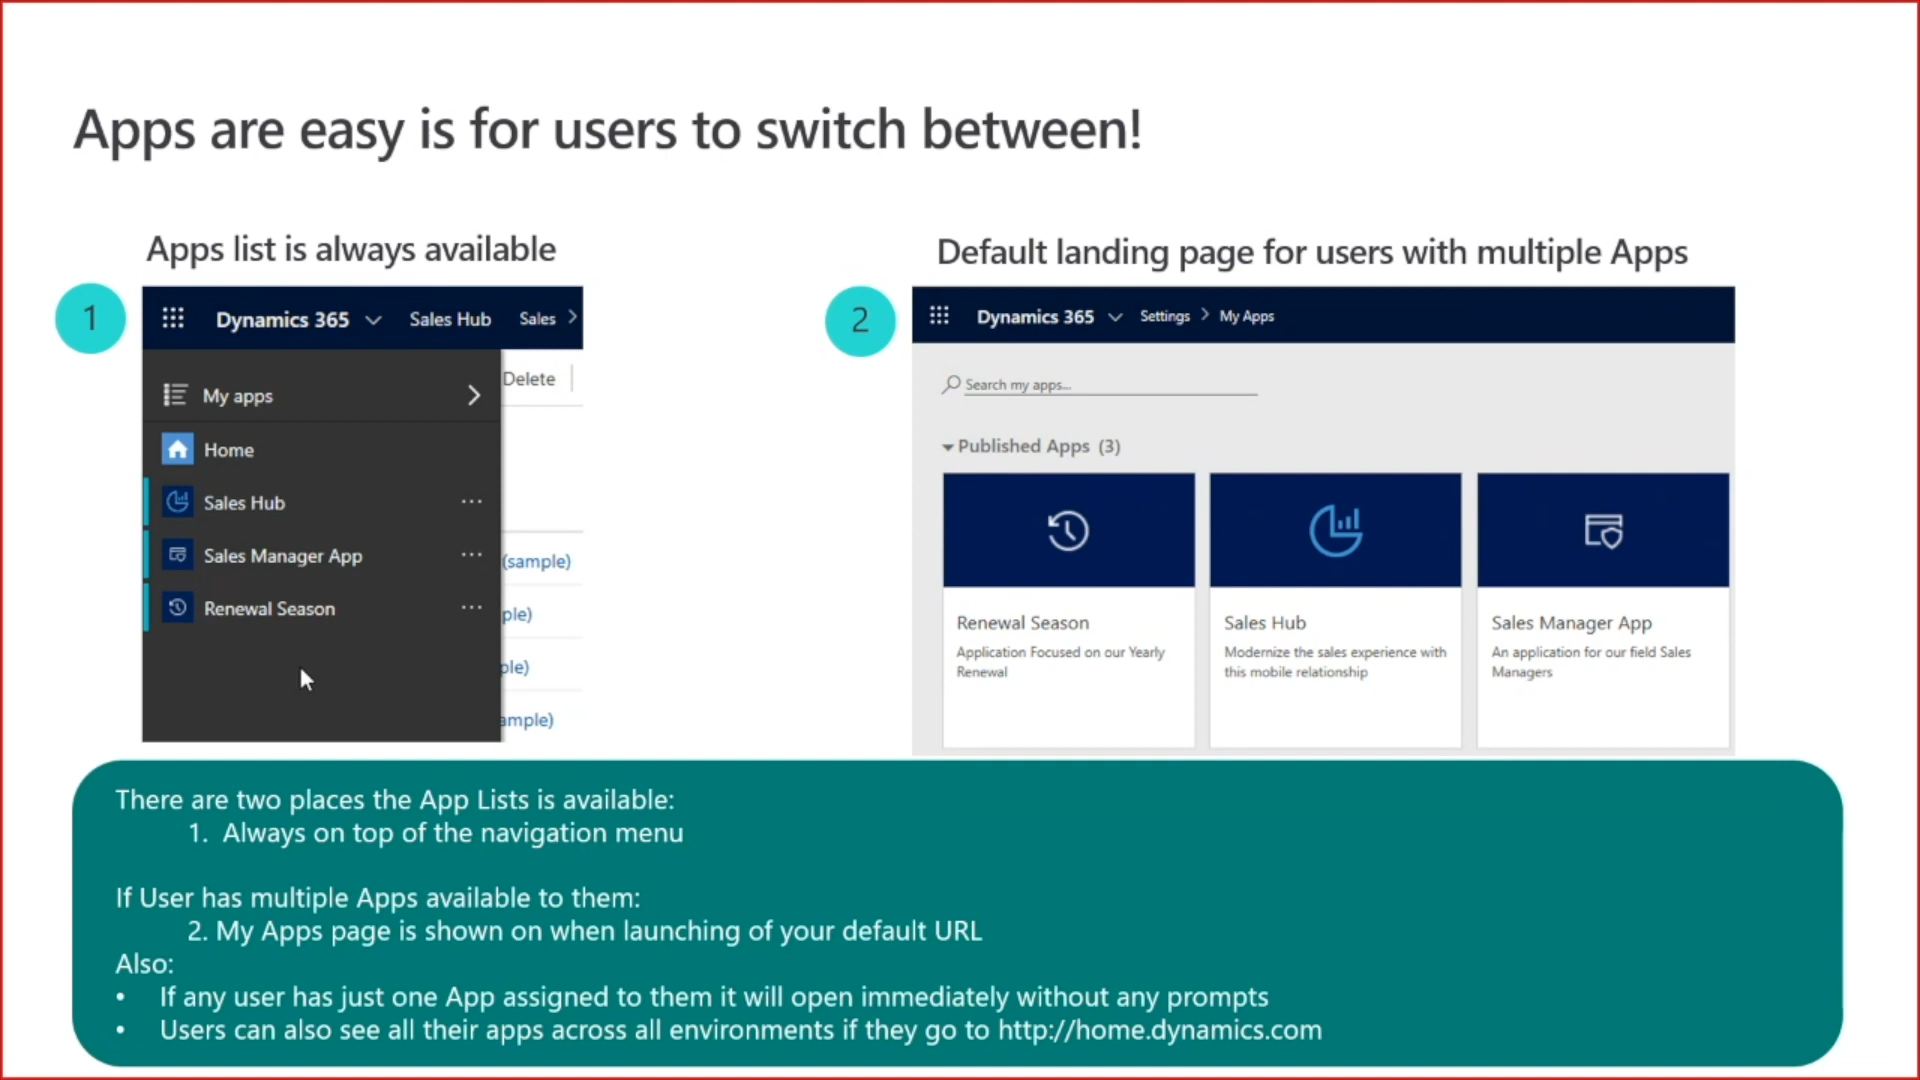 Apps are easy is for users to switch between!
Apps list is always available
1
Dynamics 365 Sales Hub Sales
Delete
My apps
Home
Sales Hub
Sales Manager App
Renewal Season
(sample)
ple)
ple)
ample)
Default landing page for users with multiple Apps
2
Dynamics 365 Settings My Apps
Search my apps...
Published Apps (3)
Renewal Season
Application Focused on our Yearly
Renewal
Sales Hub
Modernize the sales experience with
this mobile relationship
Sales Manager App
An application for our field Sales
Managers
There are two places the App Lists is available:
1. Always on top of the navigation menu
If User has multiple Apps available to them:
2. My Apps page is shown on when launching of your default URL
Also:
• If any user has just one App assigned to them it will open immediately without any prompts
• Users can also see all their apps across all environments if they go to http://home.dynamics.com